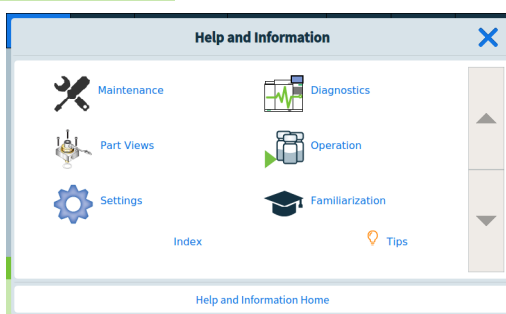 Help and Information
Maintenance
Diagnostics
Part Views
Operation
Settings
Familiarization
Index
Tips
Help and Information Home